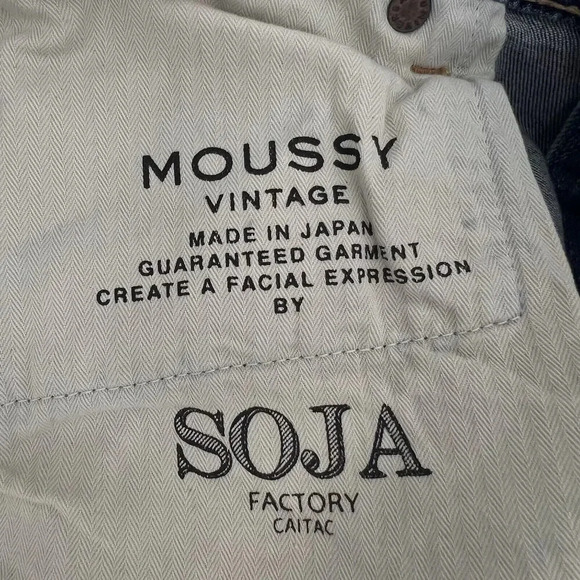 MOUSSY
VINTAGE
MADE IN JAPAN
GUARANTEED GARMENT
CREATE A FACIAL EXPRESSION
BY
SOJA
FACTORY
CAITAC